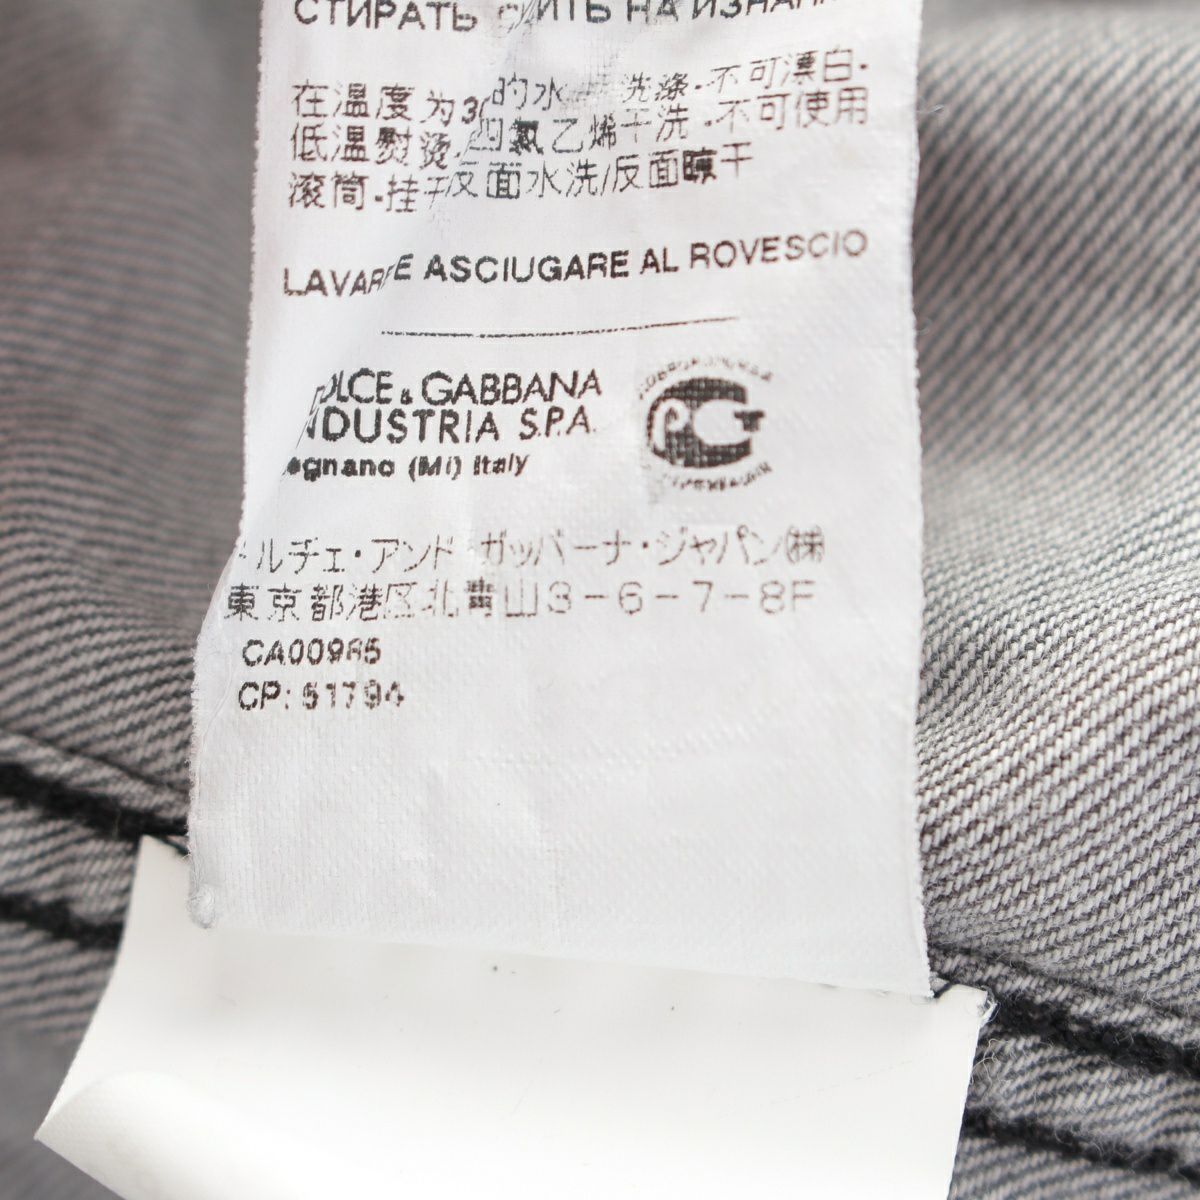 СТИРАТЬ НА ИЗНАНК
在温度为30 的水 洗涤.不可漂白.
低温熨烫.四氯乙烯干洗.不可使用
滚筒.挂干反面水洗/反面晾干
LAVARE E ASCIUGARE AL ROVESCIO
DOLCE & GABBANA
INDUSTRIA S.P.A.
Legnano (Mi) Italy
PCT
ドルチェ・アンド ガッバーナ・ジャパン㈱
東京都港区北青山3-6-7-8F
CA00985
CP: 51794